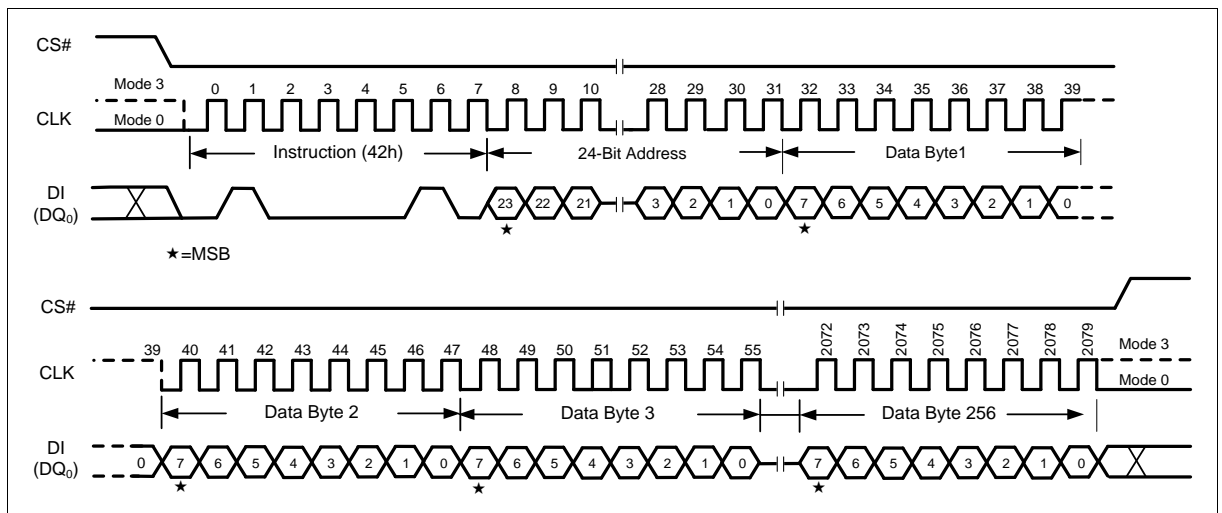 CS#
Mode 3
0 1 2 3 4 5 6 7 8 9 10 28 29 30 31 32 33 34 35 36 37 38 39
CLK
Mode 0
Instruction (42h) 24-Bit Address Data Byte1
DI
(DQ0)
23 22 21 3 2 1 0 7 6 5 4 3 2 1 0
★ ★
★=MSB
CS#
39 40 41 42 43 44 45 46 47 48 49 50 51 52 53 54 55 2072 2073 2074 2075 2076 2077 2078 2079
Mode 3
CLK
Mode 0
Data Byte 2 Data Byte 3 Data Byte 256
DI
(DQ0)
0 7 6 5 4 3 2 1 0 7 6 5 4 3 2 1 0 7 6 5 4 3 2 1 0
★ ★ ★